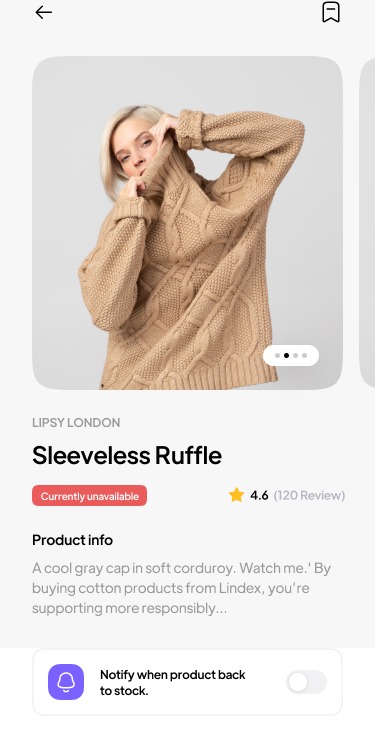 LIPSY LONDON
Sleeveless Ruffle
Currently unavailable
4.6 (120 Review)
Product info
A cool gray cap in soft corduroy. Watch me.' By
buying cotton products from Lindex, you’re
supporting more responsibly...
Notify when product back
to stock.